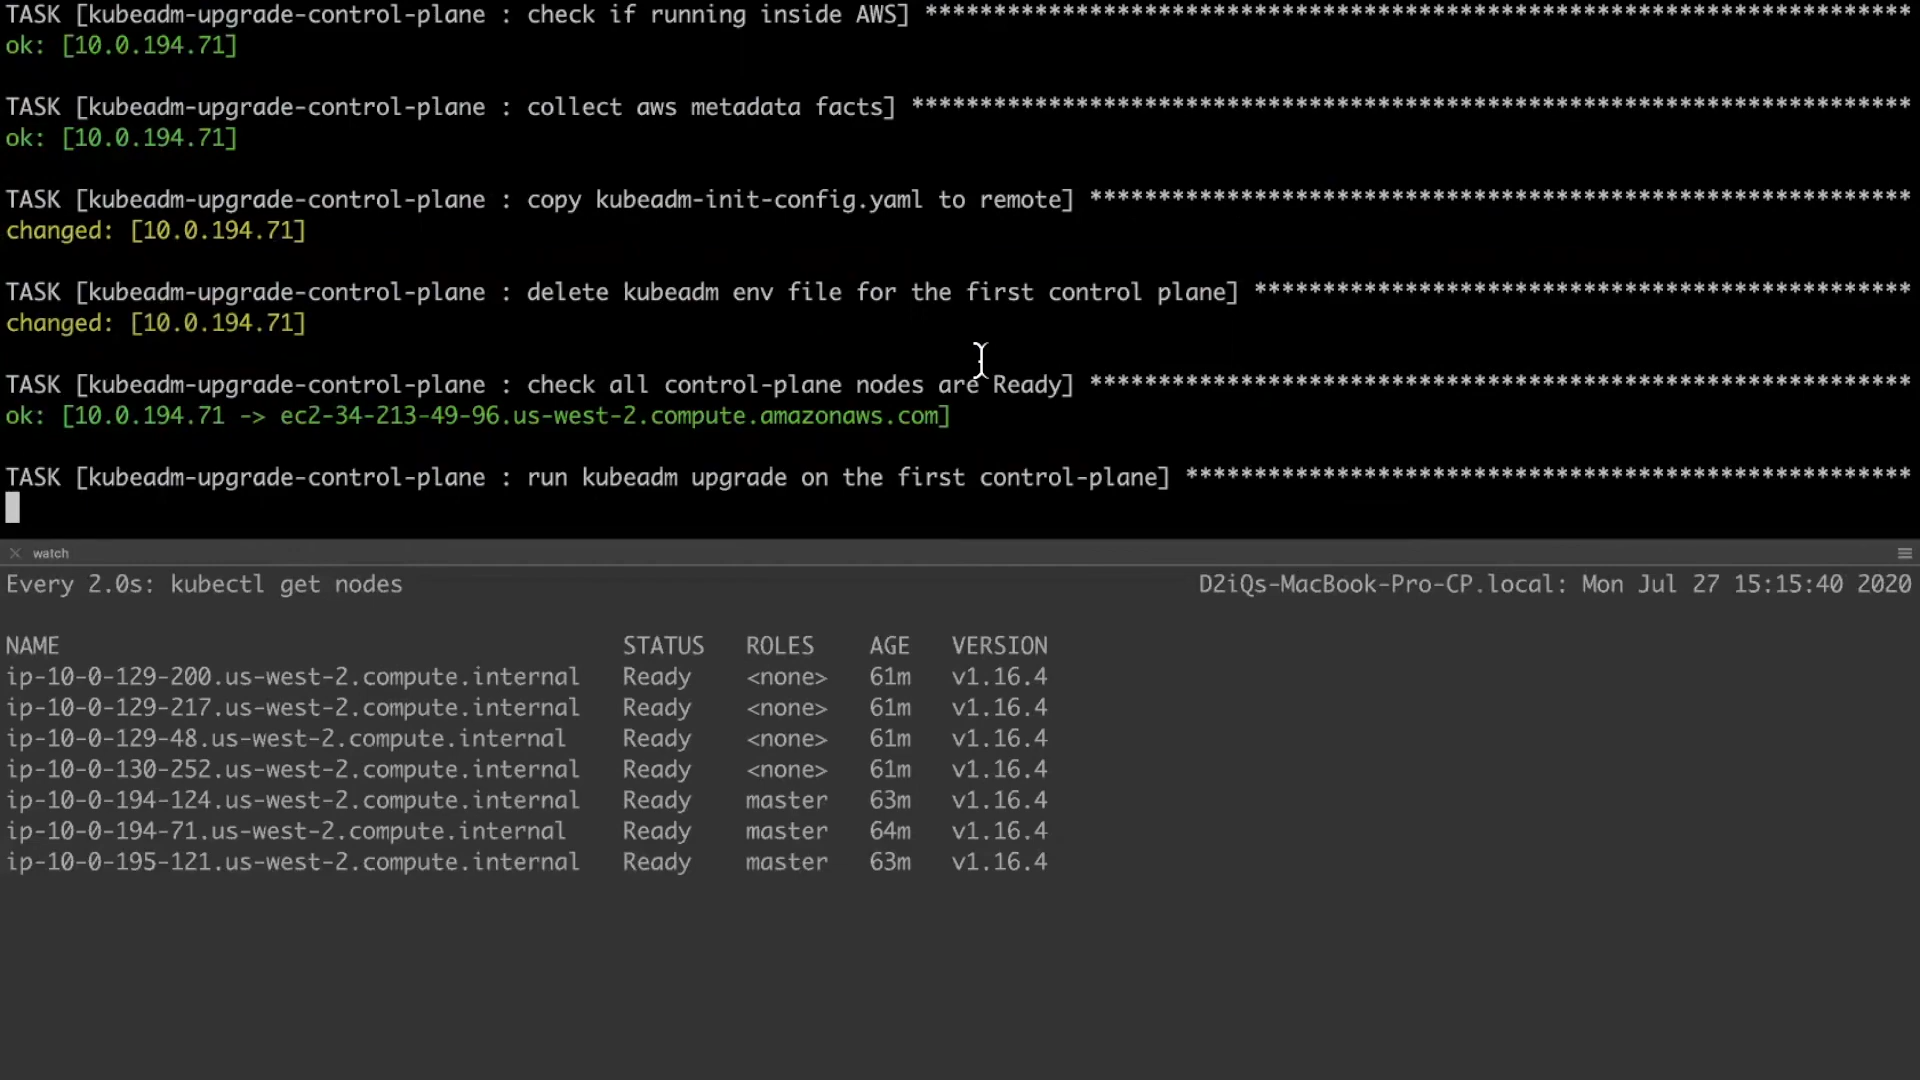 TASK [kubeadm-upgrade-control-plane : check if running inside AWS] ************************************************************************
ok: [10.0.194.71]
TASK [kubeadm-upgrade-control-plane : collect aws metadata facts] *************************************************************************
ok: [10.0.194.71]
TASK [kubeadm-upgrade-control-plane : copy kubeadm-init-config.yaml to remote] ************************************************************
changed: [10.0.194.71]
TASK [kubeadm-upgrade-control-plane : delete kubeadm env file for the first control plane] ************************************************
changed: [10.0.194.71]
TASK [kubeadm-upgrade-control-plane : check all control-plane nodes are Ready] ************************************************************
ok: [10.0.194.71 -> ec2-34-213-49-96.us-west-2.compute.amazonaws.com]
TASK [kubeadm-upgrade-control-plane : run kubeadm upgrade on the first control-plane] *****************************************************
watch
Every 2.0s: kubectl get nodes D2iQs-MacBook-Pro-CP.local: Mon Jul 27 15:15:40 2020
NAME STATUS ROLES AGE VERSION
ip-10-0-129-200.us-west-2.compute.internal Ready <none> 61m v1.16.4
ip-10-0-129-217.us-west-2.compute.internal Ready <none> 61m v1.16.4
ip-10-0-129-48.us-west-2.compute.internal Ready <none> 61m v1.16.4
ip-10-0-130-252.us-west-2.compute.internal Ready <none> 61m v1.16.4
ip-10-0-194-124.us-west-2.compute.internal Ready master 63m v1.16.4
ip-10-0-194-71.us-west-2.compute.internal Ready master 64m v1.16.4
ip-10-0-195-121.us-west-2.compute.internal Ready master 63m v1.16.4